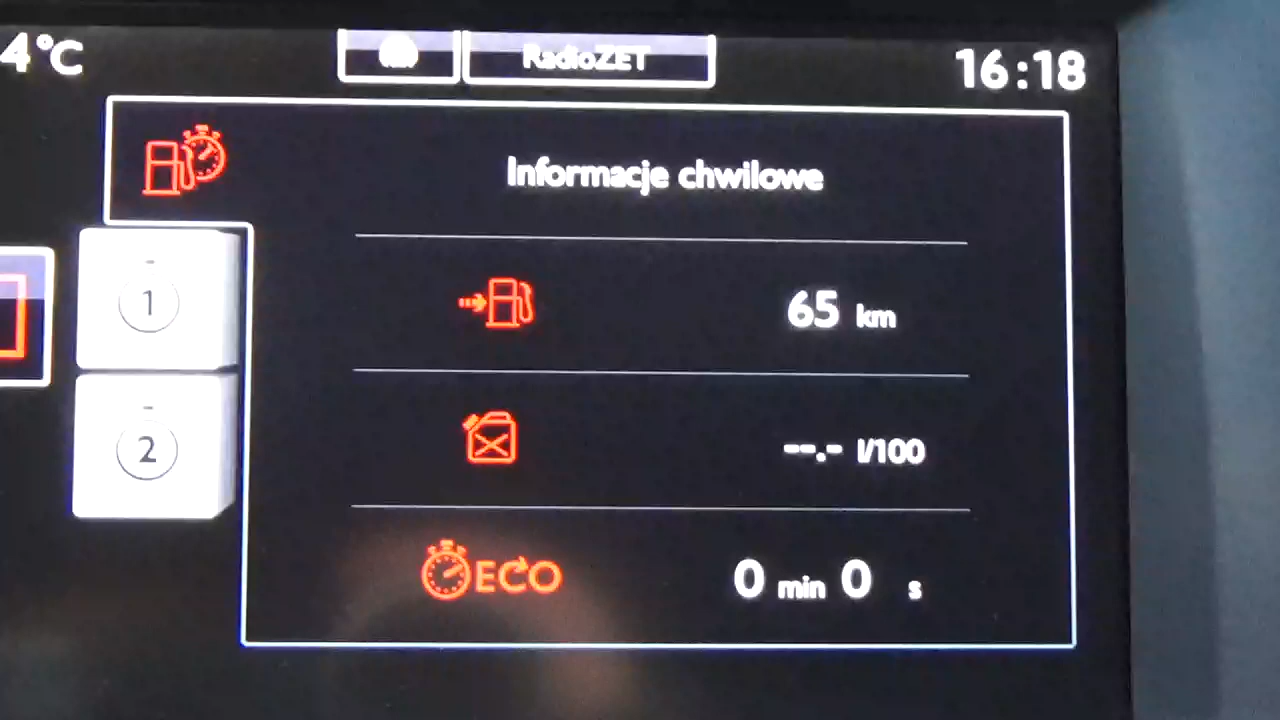 4°C
RadioZET
16:18
Informacje chwilowe
1
65 km
2
--.- l/100
ECO
0 min 0 s